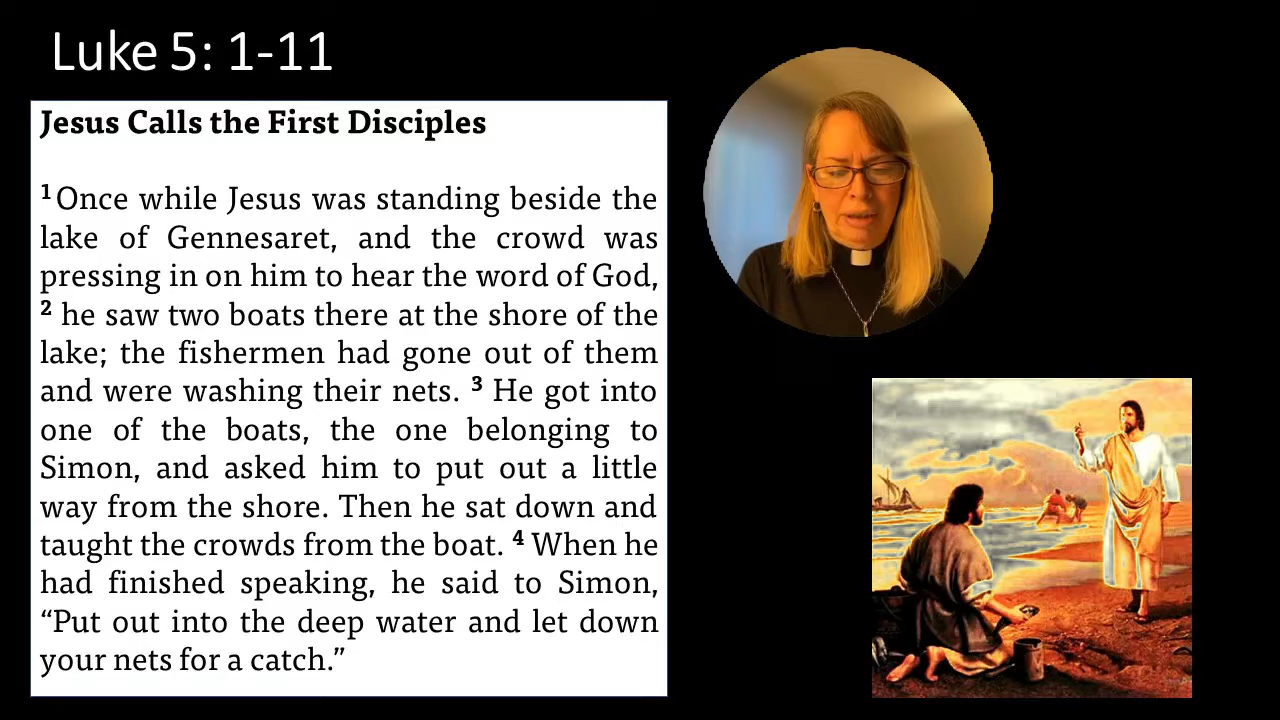 Luke 5: 1-11
Jesus Calls the First Disciples
1 Once while Jesus was standing beside the
lake of Gennesaret, and the crowd was
pressing in on him to hear the word of God,
2 he saw two boats there at the shore of the
lake; the fishermen had gone out of them
and were washing their nets. 3 He got into
one of the boats, the one belonging to
Simon, and asked him to put out a little
way from the shore. Then he sat down and
taught the crowds from the boat. 4 When he
had finished speaking, he said to Simon,
“Put out into the deep water and let down
your nets for a catch.”